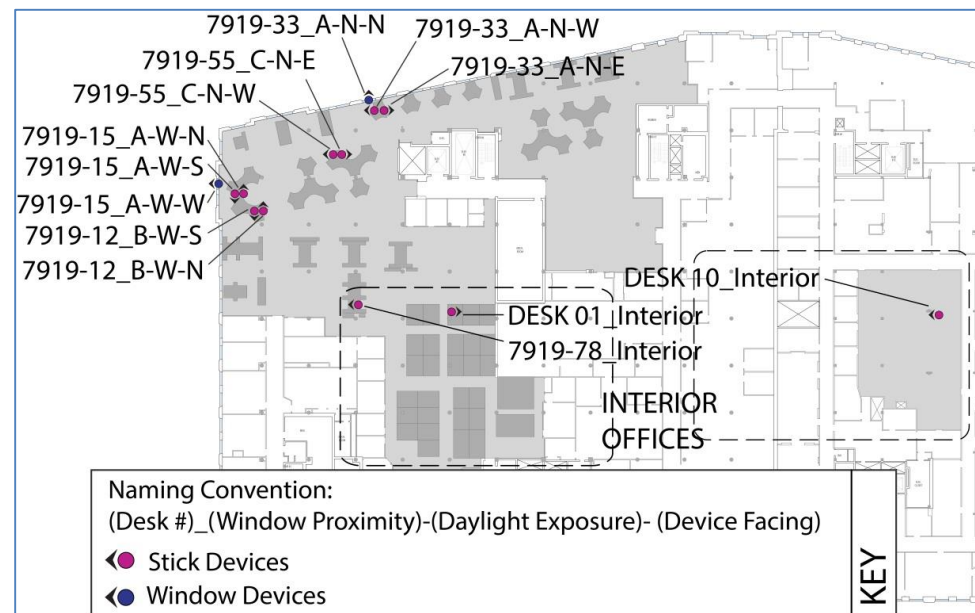 7919-33_A-N-N
7919-33_A-N-W
7919-55_C-N-E
7919-33_A-N-E
7919-55_C-N-W
7919-15_A-W-N
7919-15_A-W-S
7919-15_A-W-W
7919-12_B-W-S
7919-12_B-W-N
DESK 10_Interior
DESK 01_Interior
7919-78_Interior
INTERIOR
OFFICES
Naming Convention:
(Desk #)_(Window Proximity)-(Daylight Exposure)- (Device Facing)
Stick Devices
Window Devices
KEY